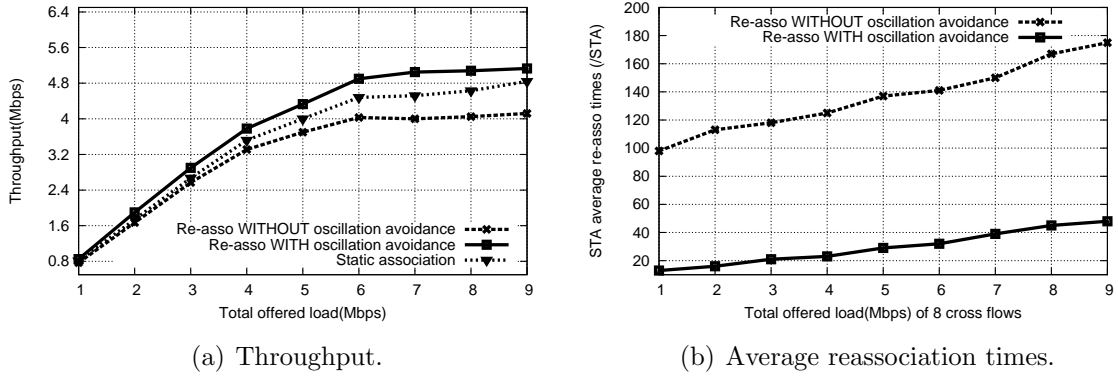 6.4
5.6
4.8
4
3.2
2.4
1.6
0.8
Throughput(Mbps)
Re-asso WITHOUT oscillation avoidance
Re-asso WITH oscillation avoidance
Static association
1 2 3 4 5 6 7 8 9
Total offered load(Mbps)
(a) Throughput.
200
180
160
140
120
100
80
60
40
20
STA average re-asso times (/STA)
Re-asso WITHOUT oscillation avoidance
Re-asso WITH oscillation avoidance
1 2 3 4 5 6 7 8 9
Total offered load(Mbps) of 8 cross flows
(b) Average reassociation times.